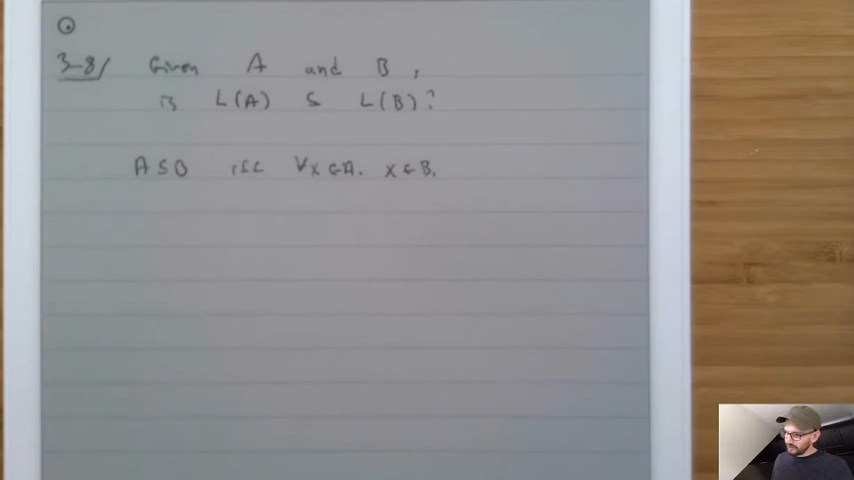 3-8/ Given A and B,
is L(A) ⊆ L(B)?
A ⊆ B iff ∀x∈A. x∈B.